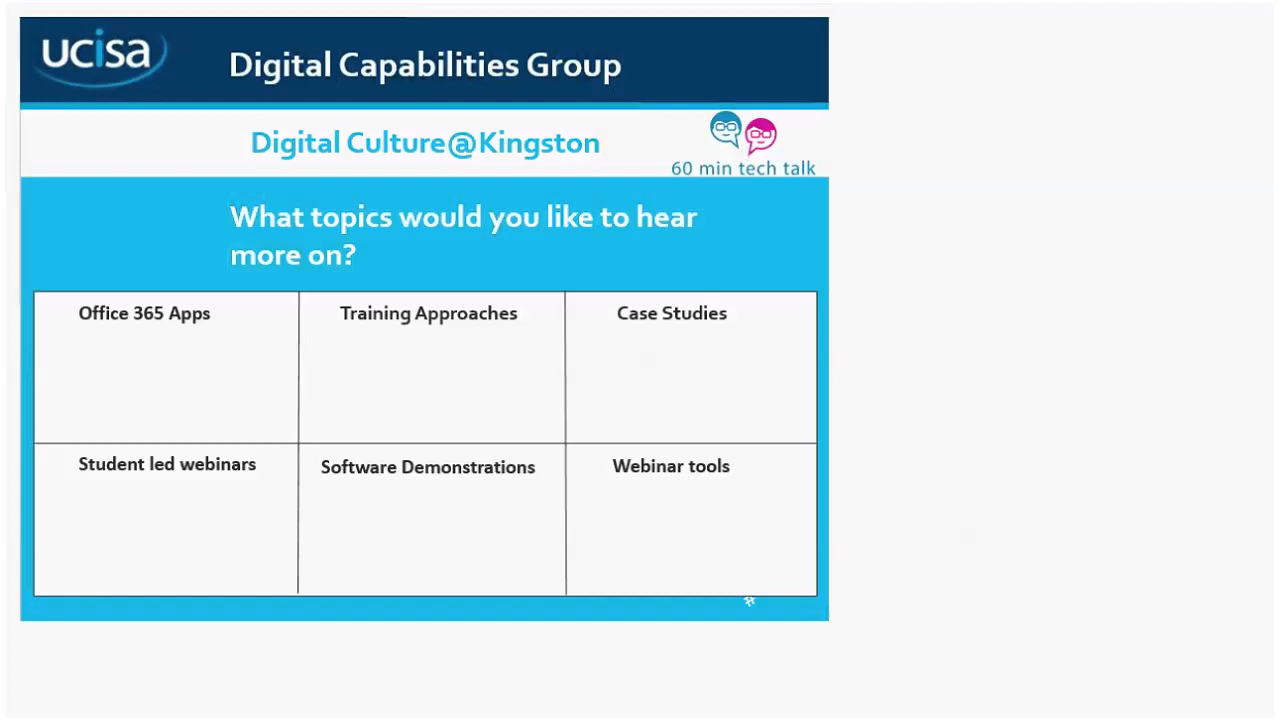 ucisa
Digital Capabilities Group
Digital Culture@Kingston
60 min tech talk
What topics would you like to hear
more on?
Office 365 Apps
Training Approaches
Case Studies
Student led webinars
Software Demonstrations
Webinar tools